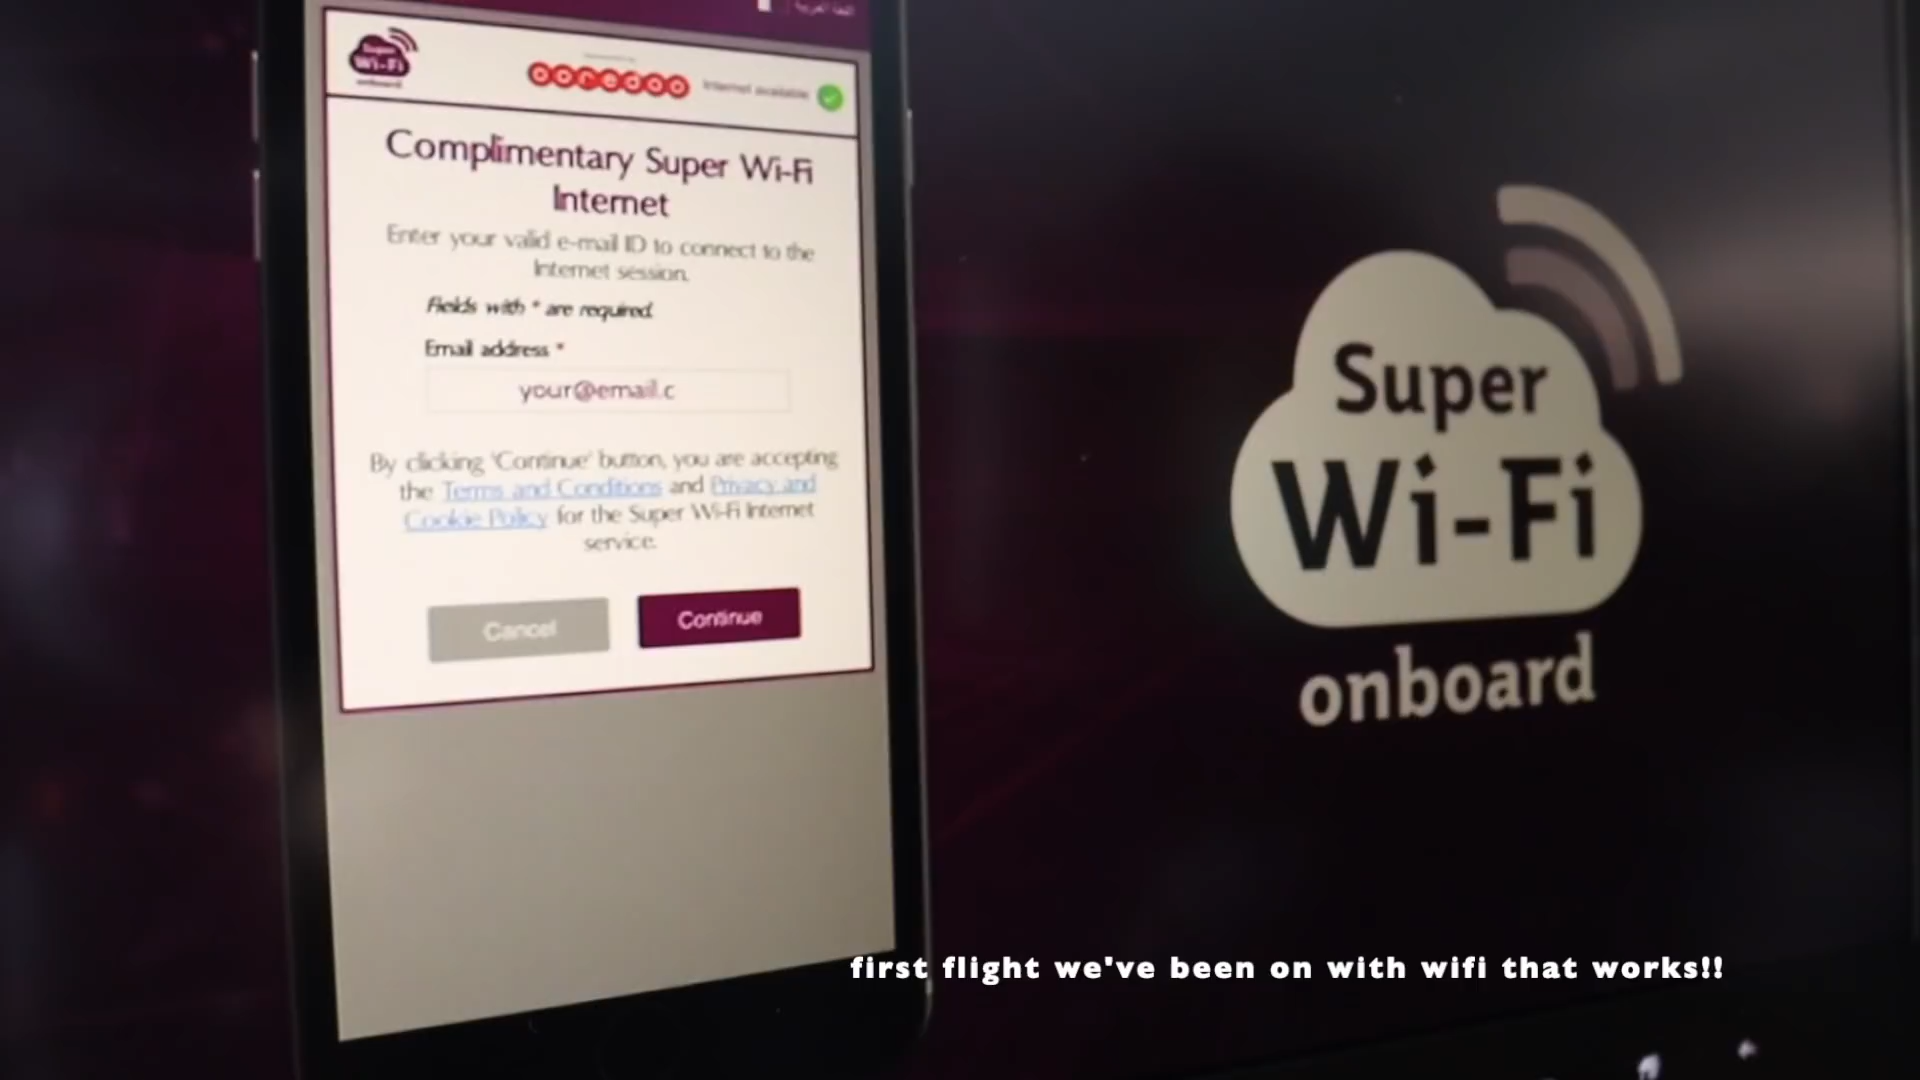 اللغة العربية
Super
Wi-Fi
onboard
ooredoo Internet available
Complimentary Super Wi-Fi
Internet
Enter your valid e-mail ID to connect to the
Internet session.
Fields with * are required.
Email address *
your@email.c
By clicking 'Continue' button, you are accepting
the Terms and Conditions and Privacy and
Cookie Policy for the Super Wi-Fi Internet
service.
Cancel Continue
Super
Wi-Fi
onboard
first flight we've been on with wifi that works!!